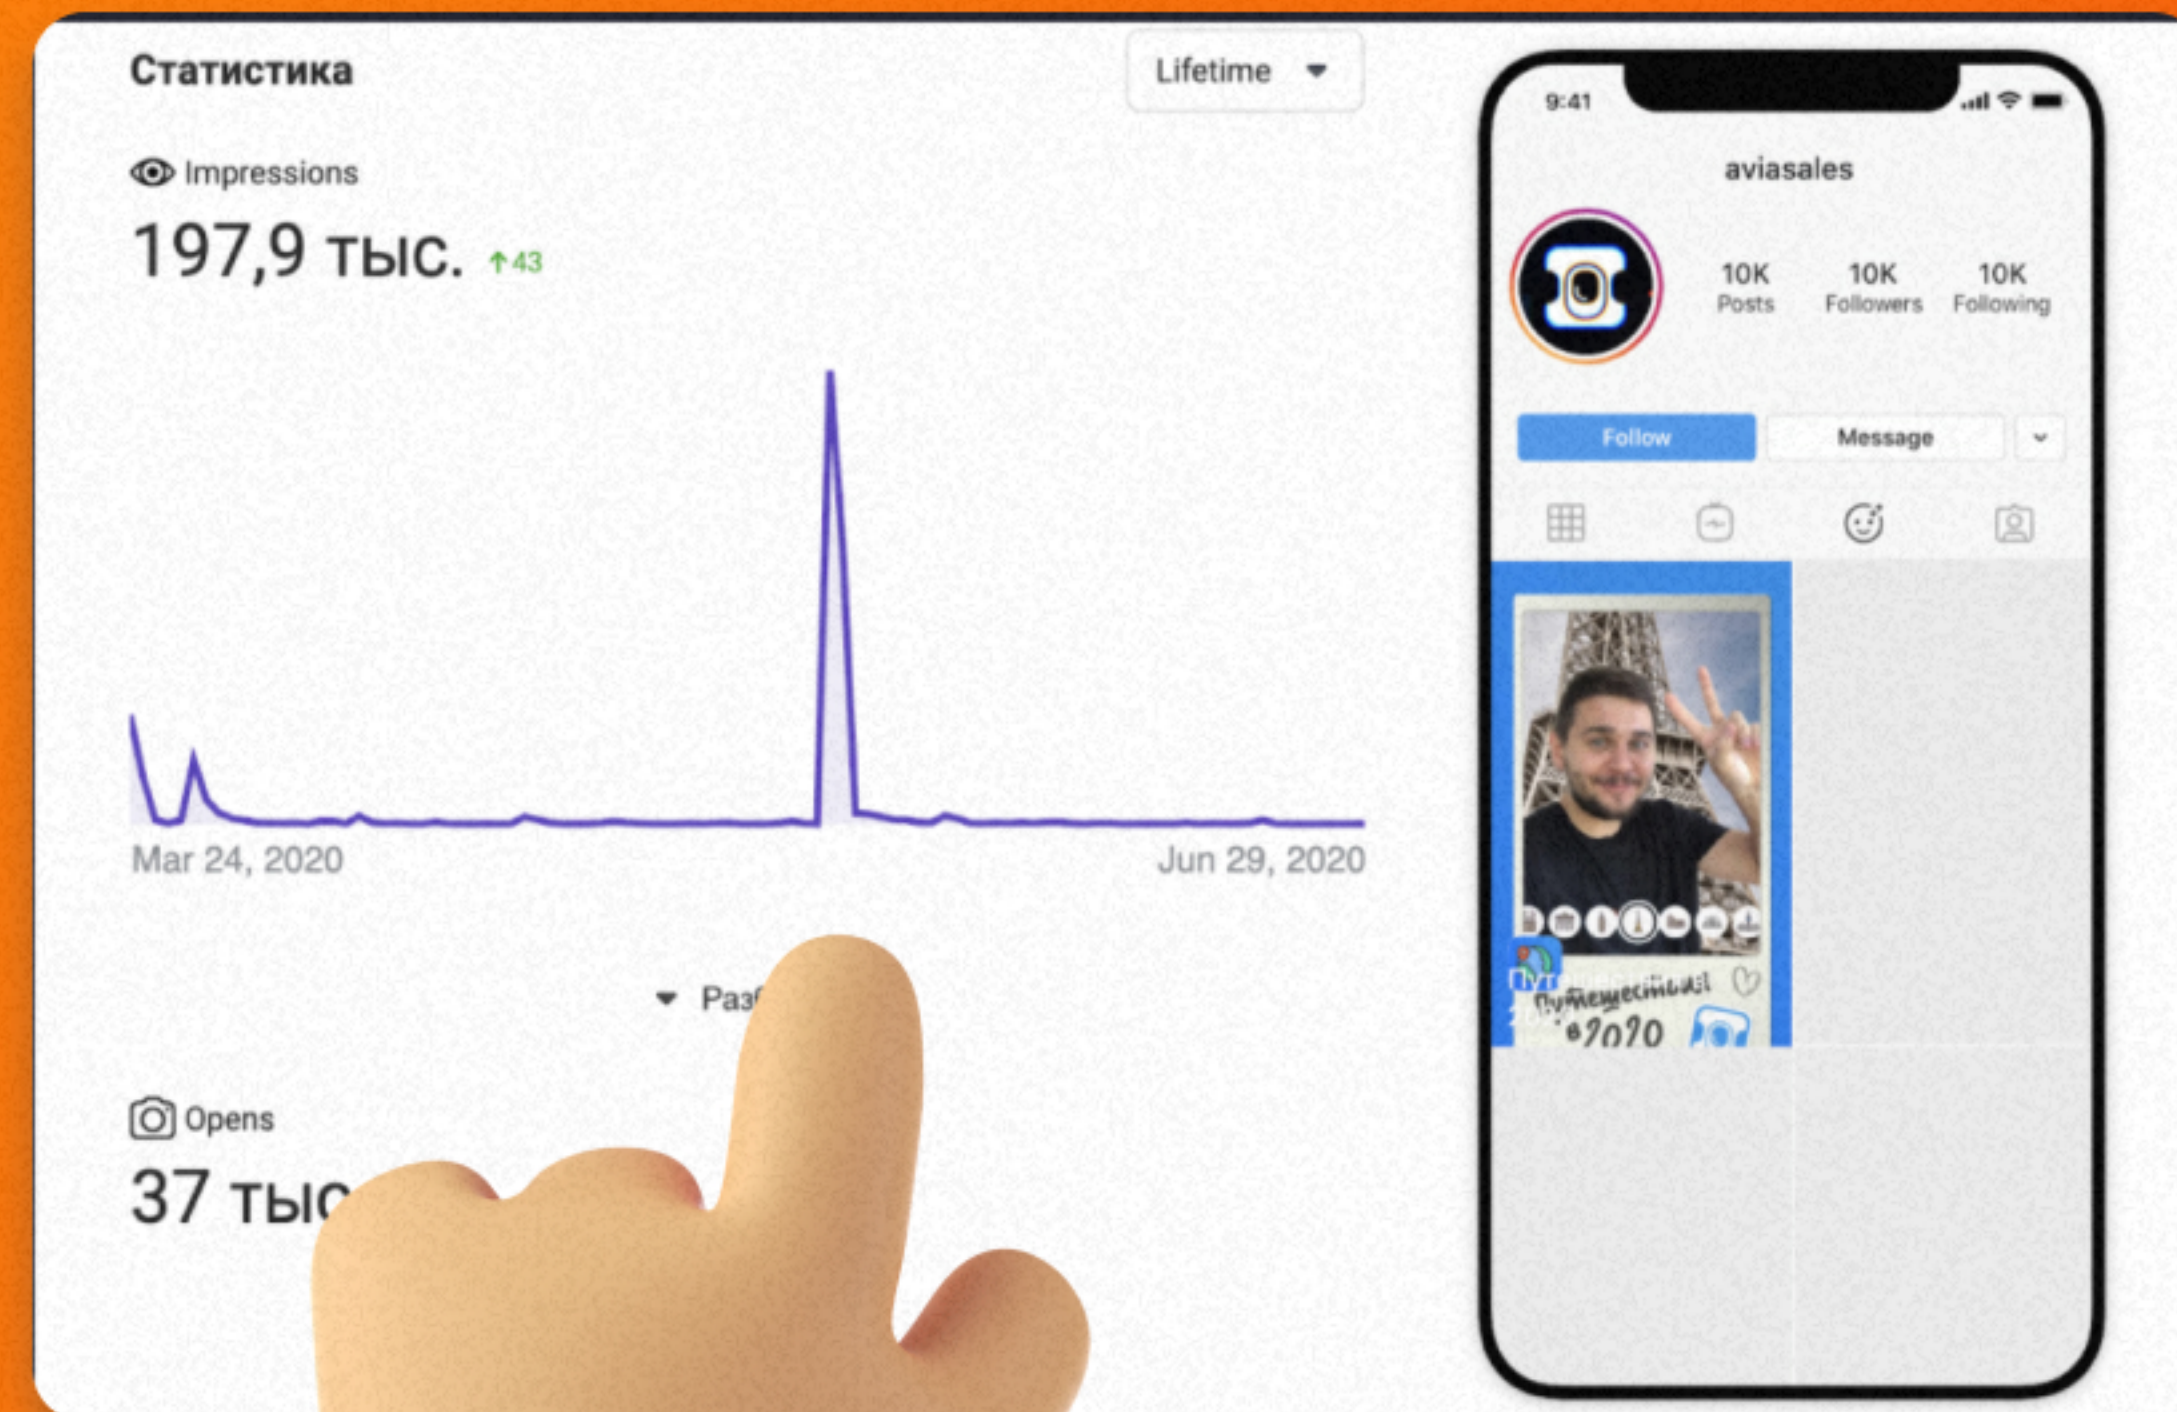 Статистика
Lifetime
Impressions
197,9 тыс. ↑43
Mar 24, 2020
Jun 29, 2020
Opens
37
9:41
aviasales
10K
Posts
10K
Followers
10K
Following
Follow
Message
в 2020